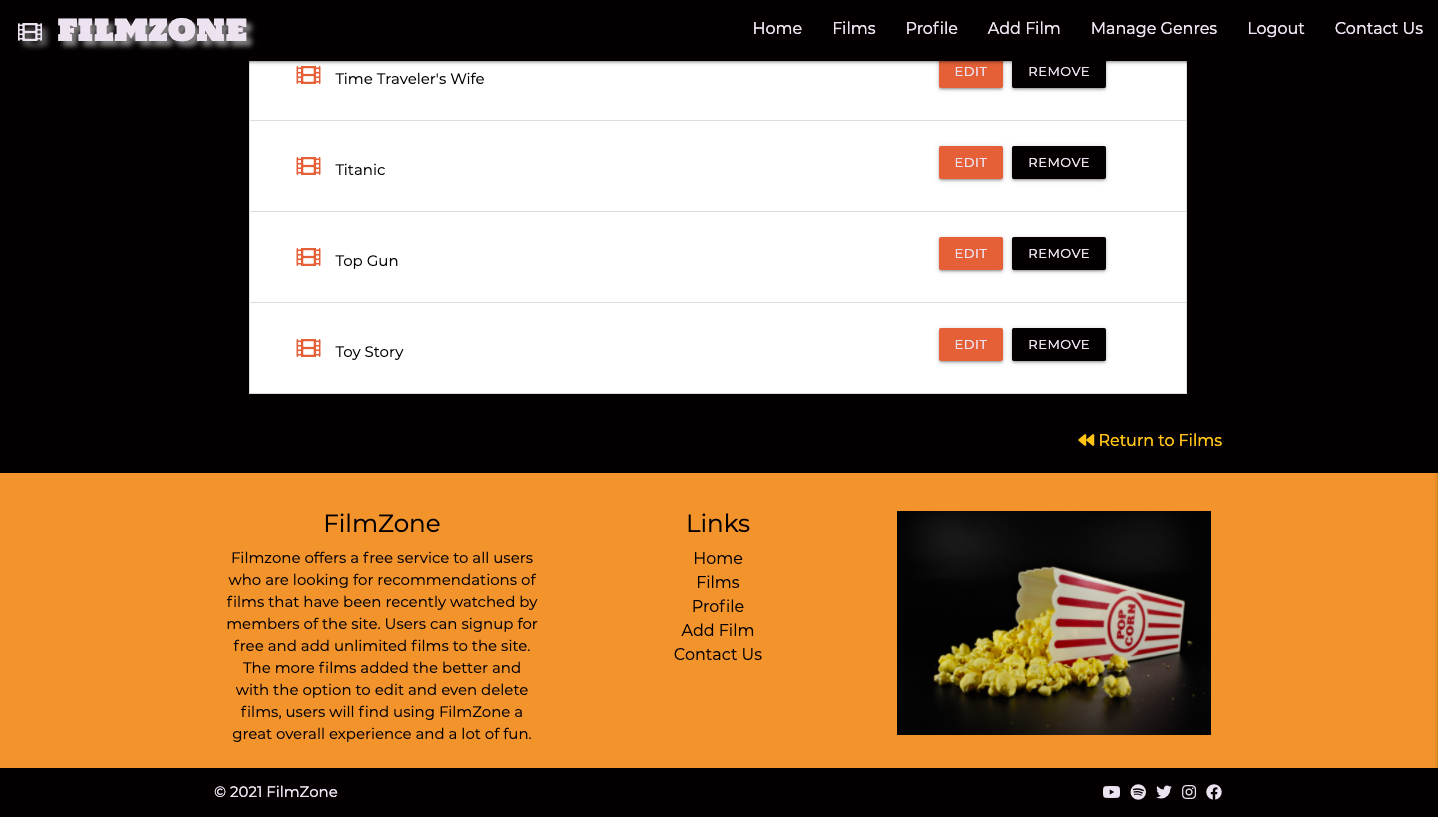 FILMZONE
Home Films Profile Add Film Manage Genres Logout Contact Us
Time Traveler's Wife EDIT REMOVE
Titanic EDIT REMOVE
Top Gun EDIT REMOVE
Toy Story EDIT REMOVE
Return to Films
FilmZone
Filmzone offers a free service to all users
who are looking for recommendations of
films that have been recently watched by
members of the site. Users can signup for
free and add unlimited films to the site.
The more films added the better and
with the option to edit and even delete
films, users will find using FilmZone a
great overall experience and a lot of fun.
Links
Home
Films
Profile
Add Film
Contact Us
POP
CORN
© 2021 FilmZone